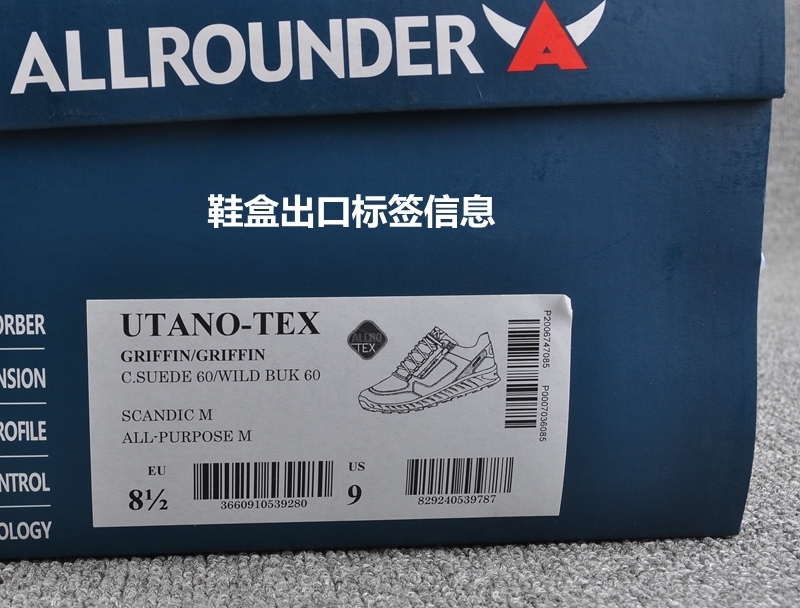 ALLROUNDER
鞋盒出口标签信息
ORBER
NSION
ROFILE
NTROL
OLOGY
UTANO-TEX
GRIFFIN/GRIFFIN
C.SUEDE 60/WILD BUK 60
SCANDIC M
ALL-PURPOSE M
ALLRO
TEX
P2006747085
P0007036085
EU
8½
3660910539280
US
9
829240539787